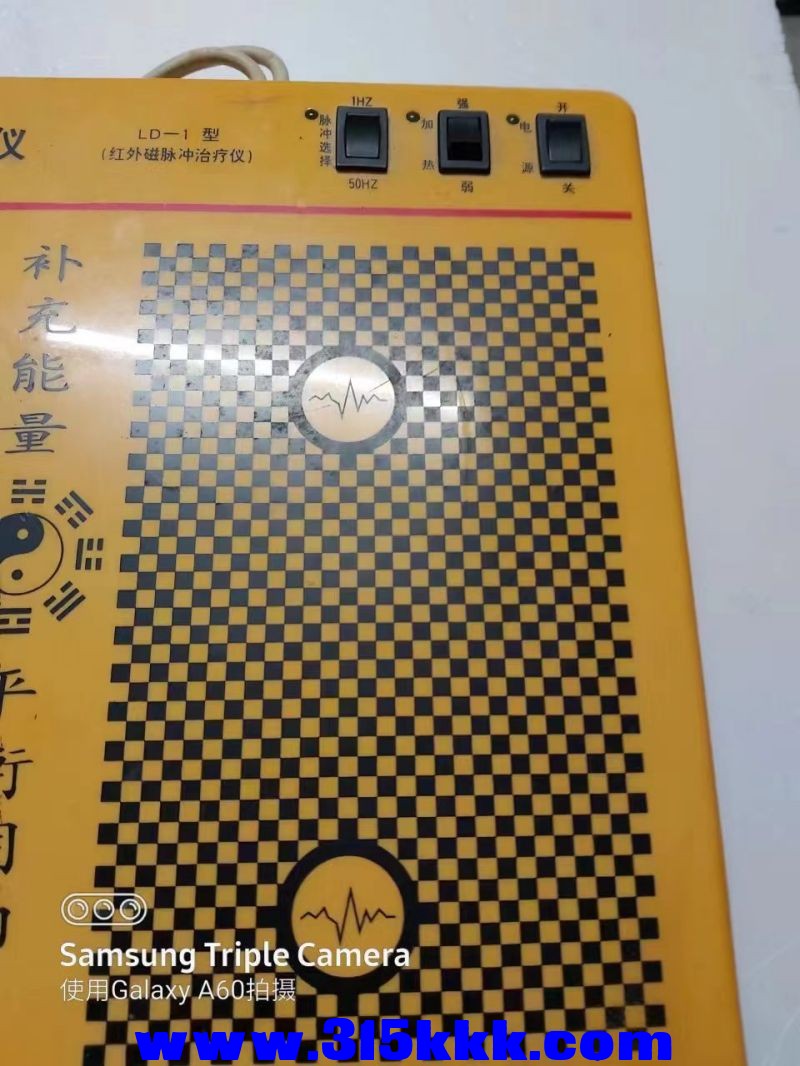 仪
LD—1 型
(红外磁脉冲治疗仪)
脉冲选择
1HZ
50HZ
加热
强
弱
电源
开
关
补充能量
平衡
Samsung Triple Camera
使用Galaxy A60拍摄
www.315kkk.com